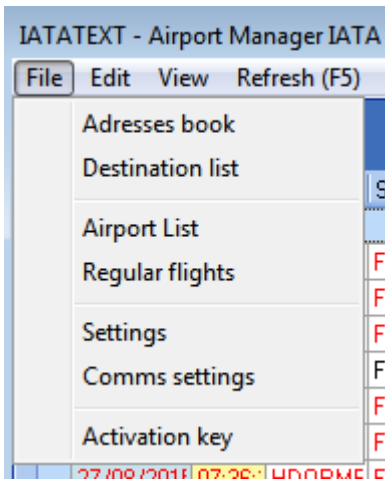 IATATEXT - Airport Manager IATA
File Edit View Refresh (F5)
Adresses book
Destination list
Airport List
Regular flights
Settings
Comms settings
Activation key